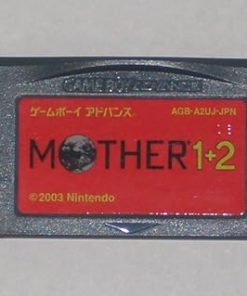 GAME BOY ADVANCE
ゲームボーイ アドバンス AGB-A2UJ-JPN
MOTHER 1+2
©2003 Nintendo